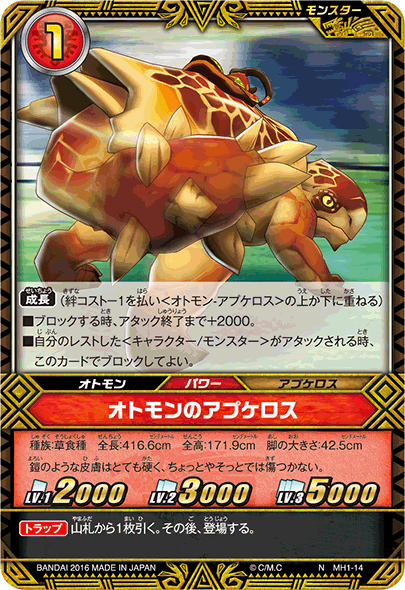 1
モンスター
成長 (絆コスト-1を払い<オトモン-アプケロス>の上か下に重ねる)
■ブロックする時、アタック終了まで+2000。
■自分のレストした<キャラクター/モンスター>がアタックされる時、
このカードでブロックしてよい。
オトモン パワー アプケロス
オトモンのアプケロス
種族:草食種 全長:416.6cm 全高:171.9cm 脚の大きさ:42.5cm
鎧のような皮膚はとても硬く、ちょっとやそっとでは傷つかない。
LV.1 2000 LV.2 3000 LV.3 5000
トラップ 山札から1枚引く。その後、登場する。
BANDAI 2016 MADE IN JAPAN ©C/M.C N MH1-14